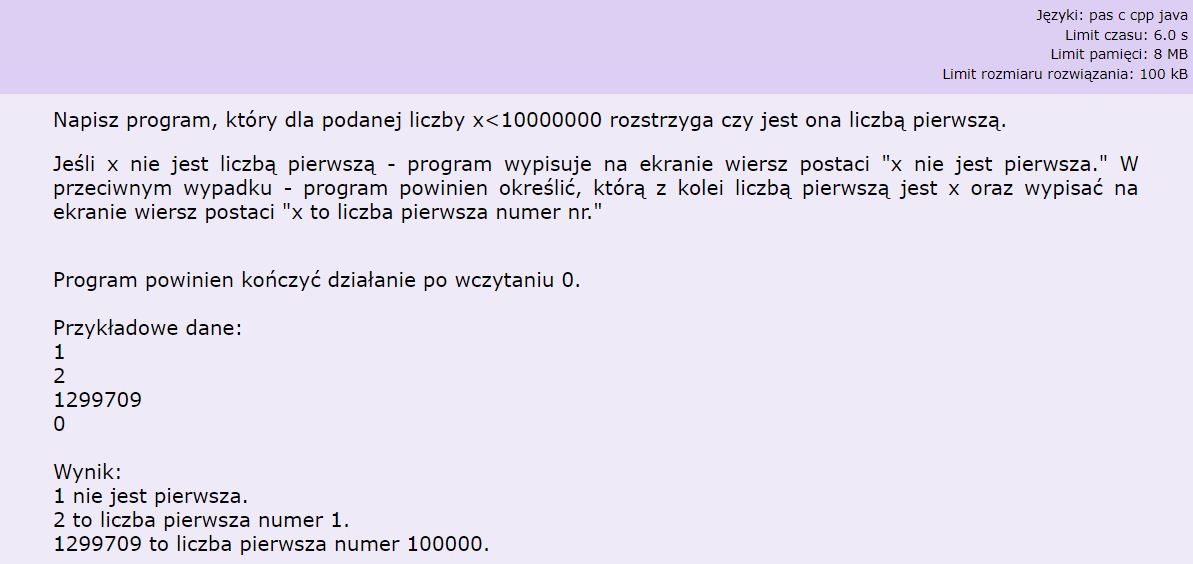 Języki: pas c cpp java
Limit czasu: 6.0 s
Limit pamięci: 8 MB
Limit rozmiaru rozwiązania: 100 kB
Napisz program, który dla podanej liczby x<10000000 rozstrzyga czy jest ona liczbą pierwszą.
Jeśli x nie jest liczbą pierwszą - program wypisuje na ekranie wiersz postaci "x nie jest pierwsza." W
przeciwnym wypadku - program powinien określić, którą z kolei liczbą pierwszą jest x oraz wypisać na
ekranie wiersz postaci "x to liczba pierwsza numer nr."
Program powinien kończyć działanie po wczytaniu 0.
Przykładowe dane:
1
2
1299709
0
Wynik:
1 nie jest pierwsza.
2 to liczba pierwsza numer 1.
1299709 to liczba pierwsza numer 100000.